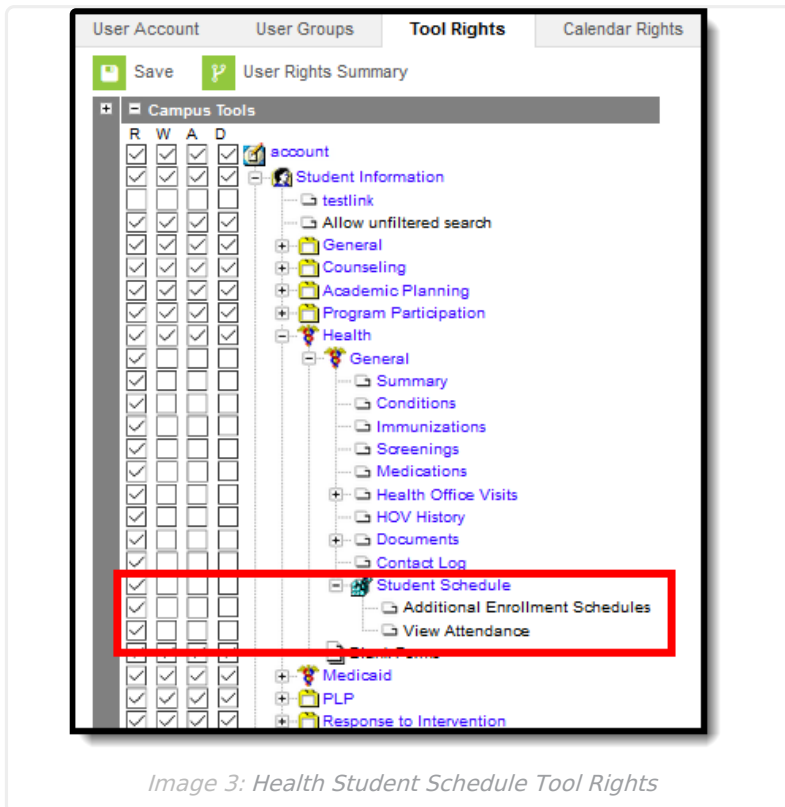 User Account User Groups Tool Rights Calendar Rights
Save User Rights Summary
Campus Tools
R W A D
account
Student Information
testlink
Allow unfiltered search
General
Counseling
Academic Planning
Program Participation
Health
General
Summary
Conditions
Immunizations
Screenings
Medications
Health Office Visits
HOV History
Documents
Contact Log
Student Schedule
Additional Enrollment Schedules
View Attendance
Blank Forms
Medicaid
PLP
Response to Intervention
Image 3: Health Student Schedule Tool Rights